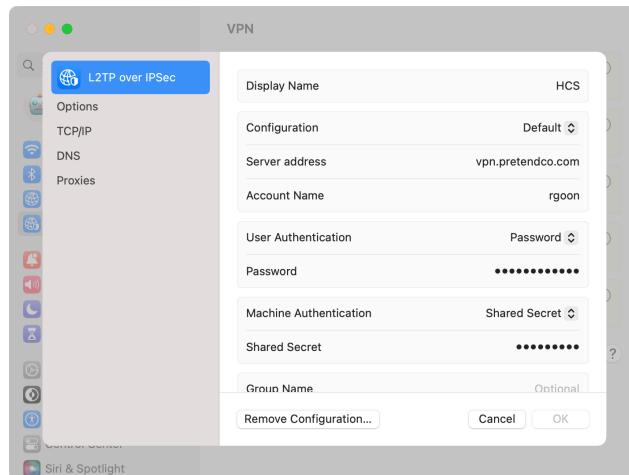 VPN
L2TP over IPSec
Options
TCP/IP
DNS
Proxies
Display Name HCS
Configuration Default
Server address vpn.pretendco.com
Account Name rgoon
User Authentication Password
Password ••••••••••••
Machine Authentication Shared Secret
Shared Secret •••••••••
Group Name Optional
Remove Configuration... Cancel OK
?
Control Center
Siri & Spotlight